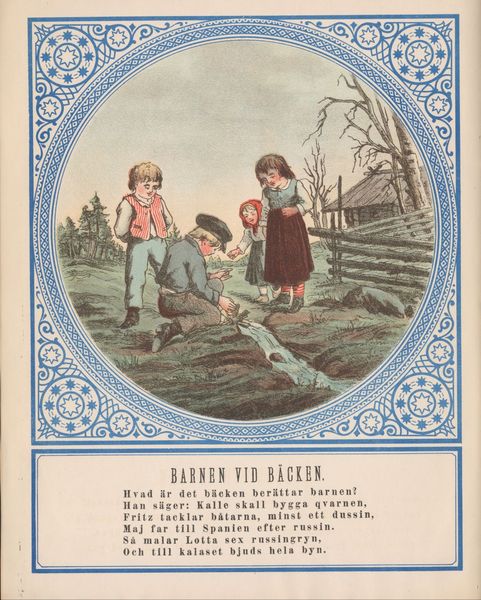 BARNEN VID BÄCKEN.
Hvad är det bäcken berättar barnen?
Han säger: Kalle skall bygga qvarnen,
Fritz tacklar båtarna, minst ett dussin,
Maj far till Spanien efter russin.
Så malar Lotta sex russingryn,
Och till kalaset bjuds hela byn.